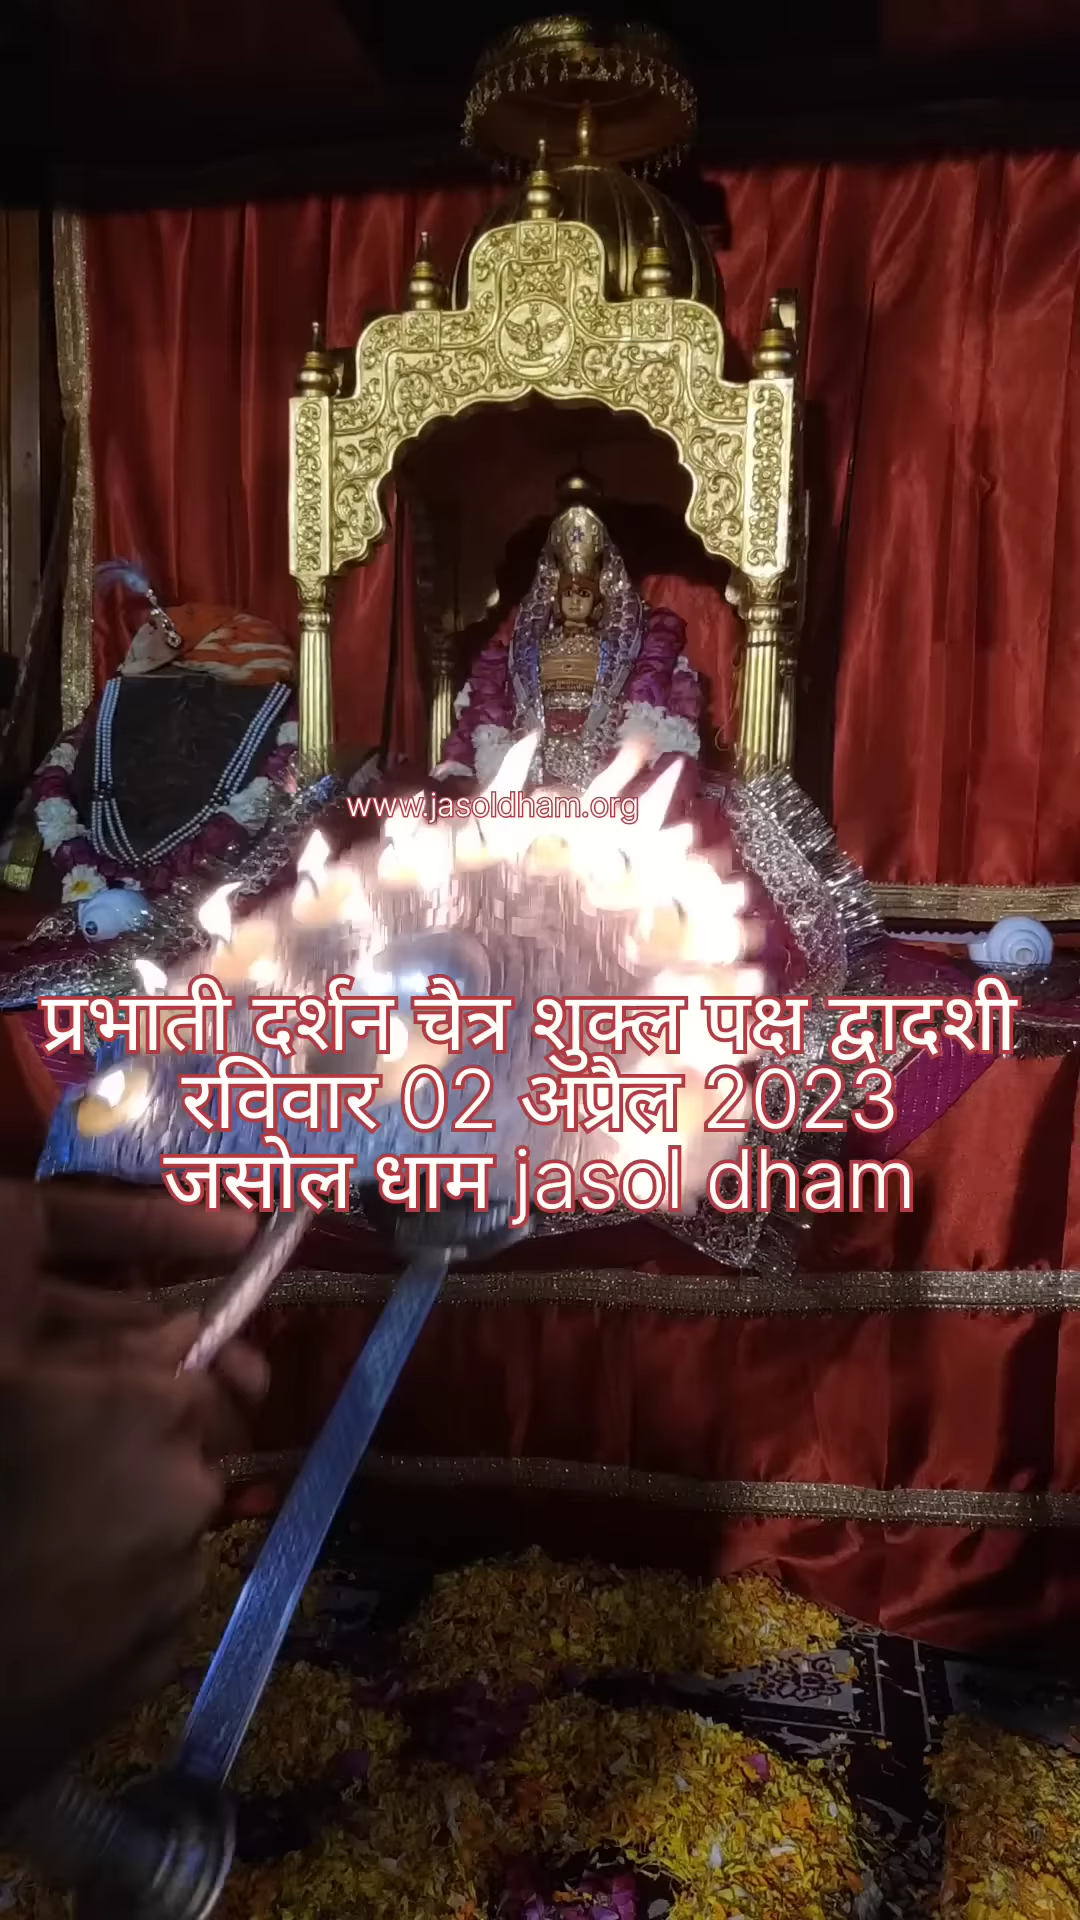 www.jasoldham.org
प्रभाती दर्शन चैत्र शुक्ल पक्ष द्वादशी
रविवार 02 अप्रैल 2023
जसोल धाम jasol dham